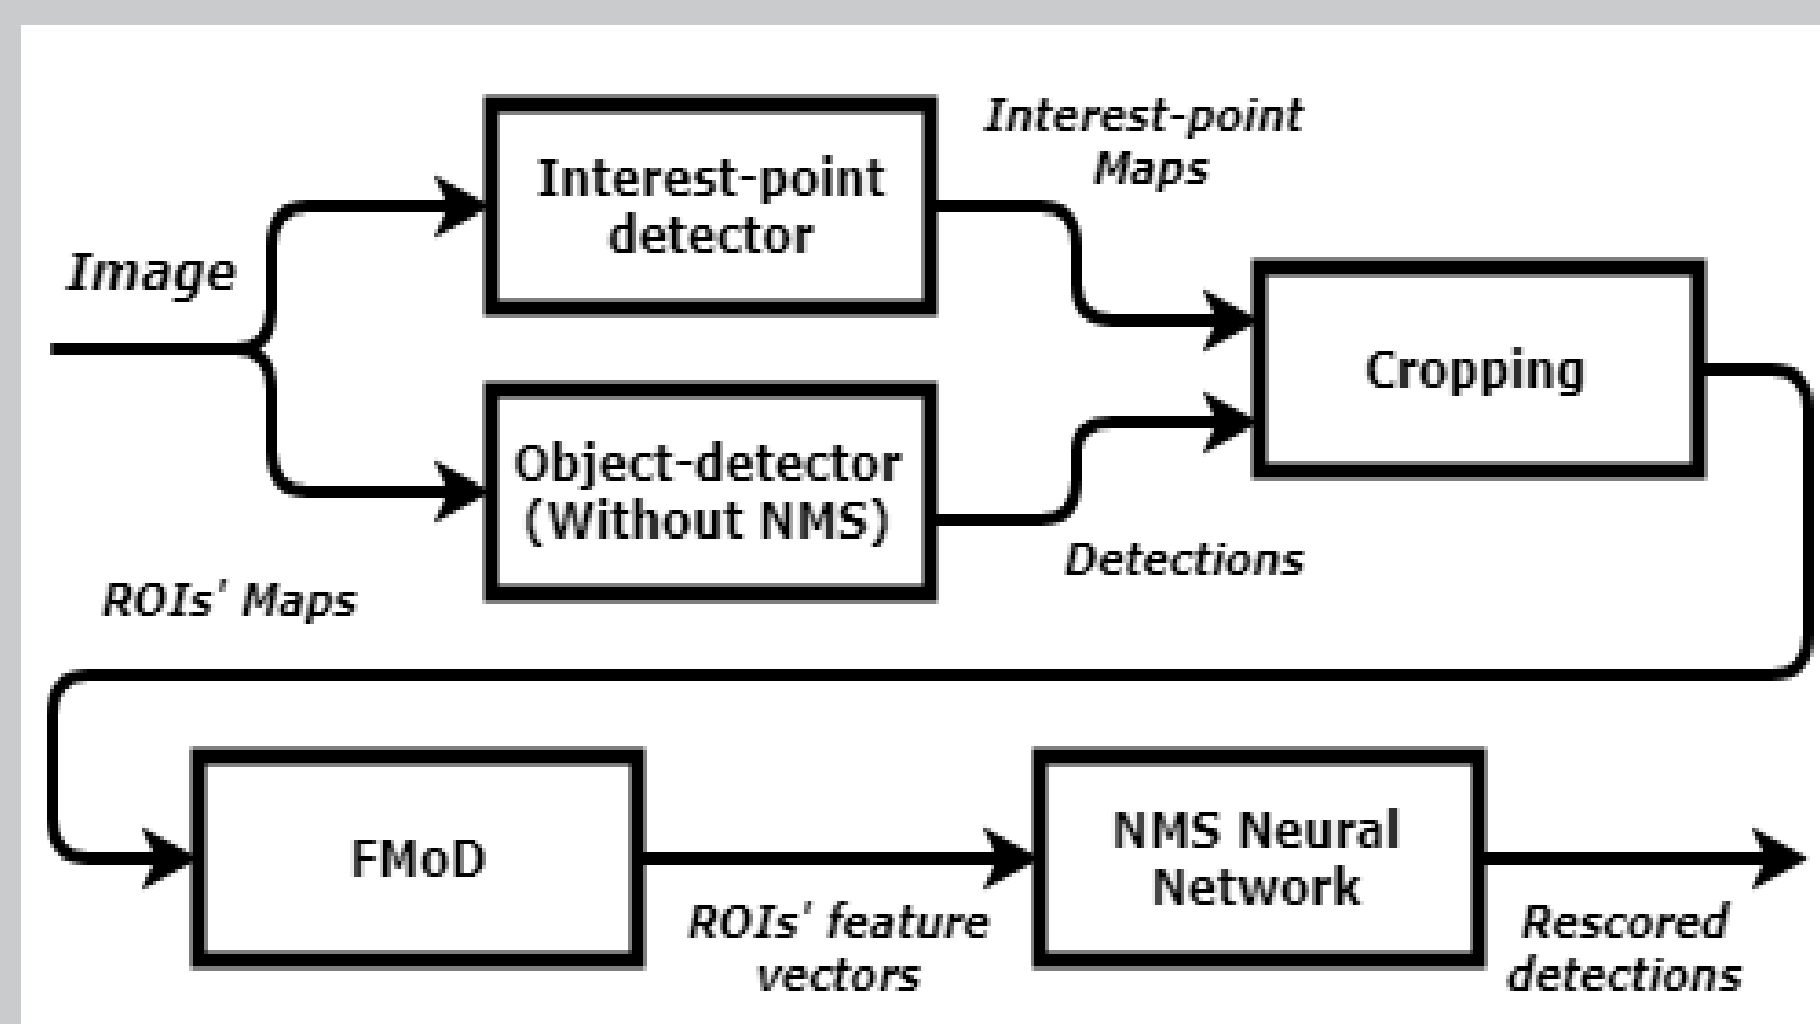 Interest-point
Maps
Interest-point
detector
Image
Cropping
Object-detector
(Without NMS)
Detections
ROIs' Maps
FMoD
NMS Neural
Network
ROIs' feature
vectors
Rescored
detections